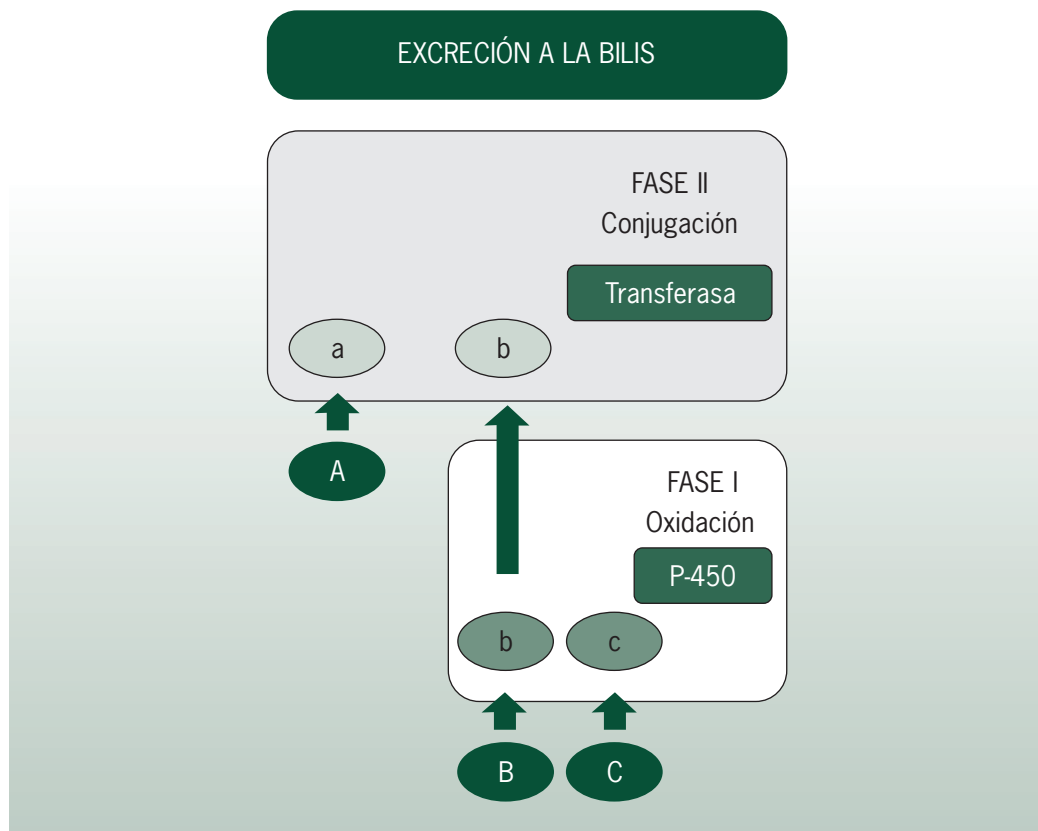 EXCRECIÓN A LA BILIS
FASE II
Conjugación
Transferasa
a
b
A
FASE I
Oxidación
P-450
b
c
B
C